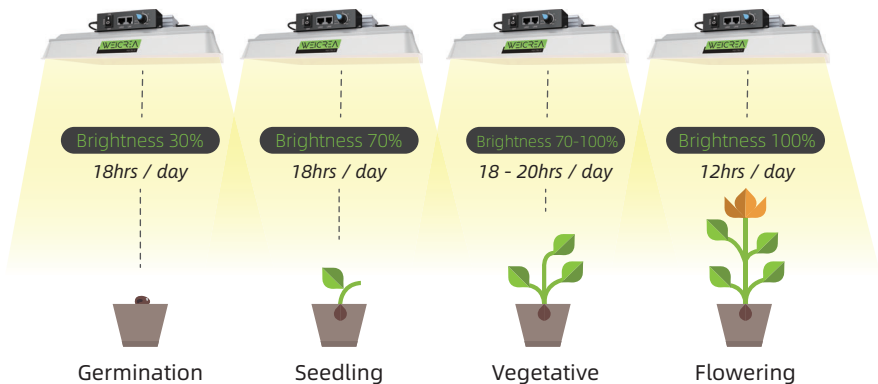 WEICREA
WEICREA
WEICREA
WEICREA
Brightness 30%
Brightness 70%
Brightness 70-100%
Brightness 100%
18hrs / day
18hrs / day
18 - 20hrs / day
12hrs / day
Germination
Seedling
Vegetative
Flowering